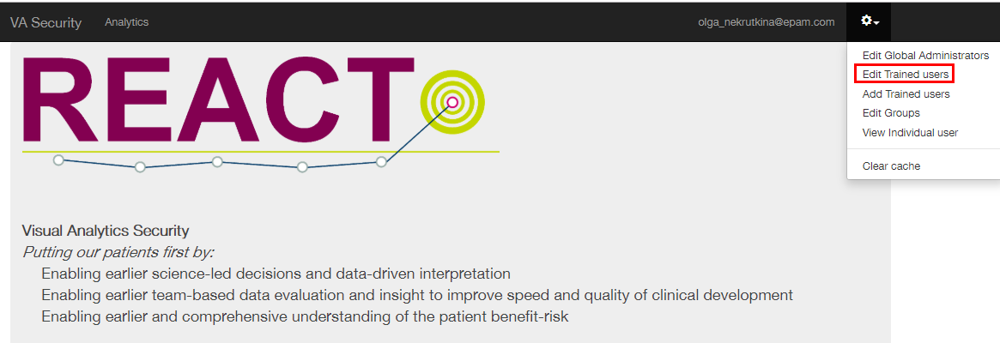 VA Security Analytics olga_nekrutkina@epam.com
Edit Global Administrators
Edit Trained users
Add Trained users
Edit Groups
View Individual user
Clear cache
REACT
Visual Analytics Security
Putting our patients first by:
Enabling earlier science-led decisions and data-driven interpretation
Enabling earlier team-based data evaluation and insight to improve speed and quality of clinical development
Enabling earlier and comprehensive understanding of the patient benefit-risk